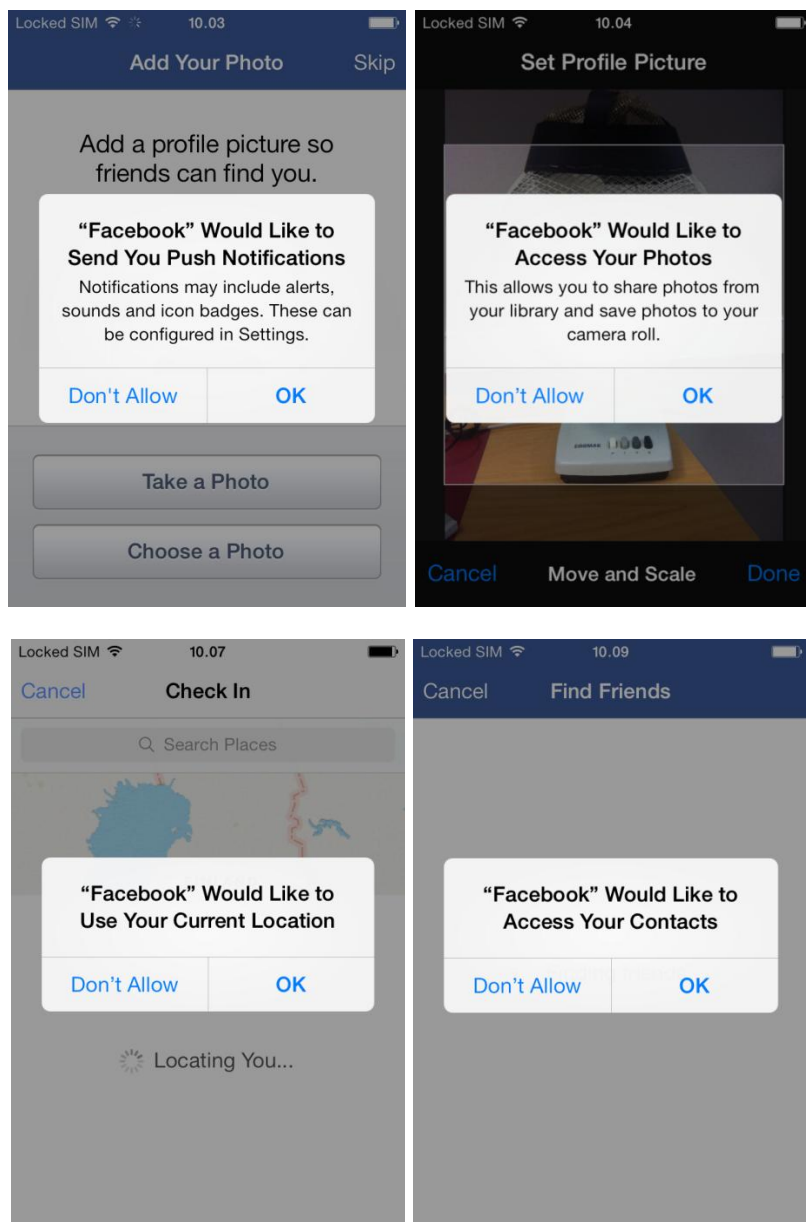 Locked SIM 10.03
Add Your Photo Skip
Add a profile picture so
friends can find you.
“Facebook” Would Like to
Send You Push Notifications
Notifications may include alerts,
sounds and icon badges. These can
be configured in Settings.
Don't Allow OK
Take a Photo
Choose a Photo
Locked SIM 10.04
Set Profile Picture
“Facebook” Would Like to
Access Your Photos
This allows you to share photos from
your library and save photos to your
camera roll.
Don’t Allow OK
Cancel Move and Scale Done
Locked SIM 10.07
Cancel Check In
Search Places
“Facebook” Would Like to
Use Your Current Location
Don’t Allow OK
Locating You...
Locked SIM 10.09
Cancel Find Friends
“Facebook” Would Like to
Access Your Contacts
Don’t Allow OK